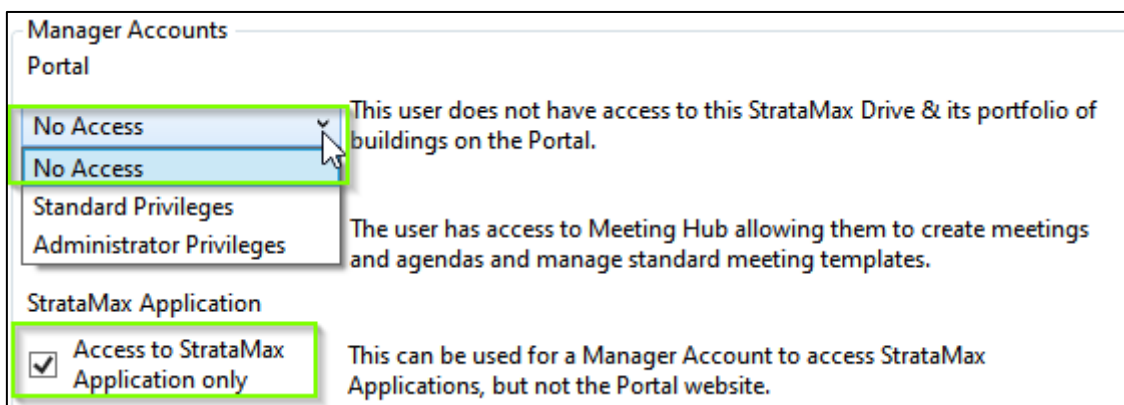 Manager Accounts
Portal
This user does not have access to this StrataMax Drive & its portfolio of
No Access
buildings on the Portal.
No Access
Standard Privileges
The user has access to Meeting Hub allowing them to create meetings
Administrator Privileges
and agendas and manage standard meeting templates.
StrataMax Application
Access to StrataMax
Application only
This can be used for a Manager Account to access StrataMax
Applications, but not the Portal website.